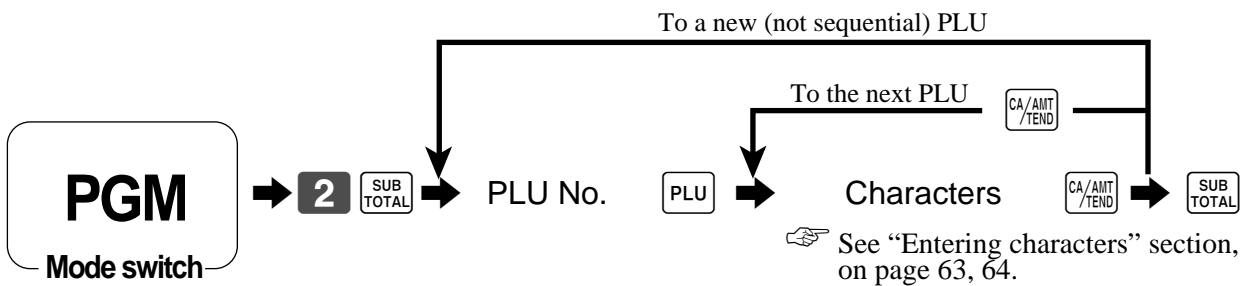 To a new (not sequential) PLU
To the next PLU
CA/AMT
/TEND
PGM
2
SUB
TOTAL
PLU No.
PLU
Characters
CA/AMT
/TEND
SUB
TOTAL
Mode switch
See “Entering characters” section,
on page 63, 64.